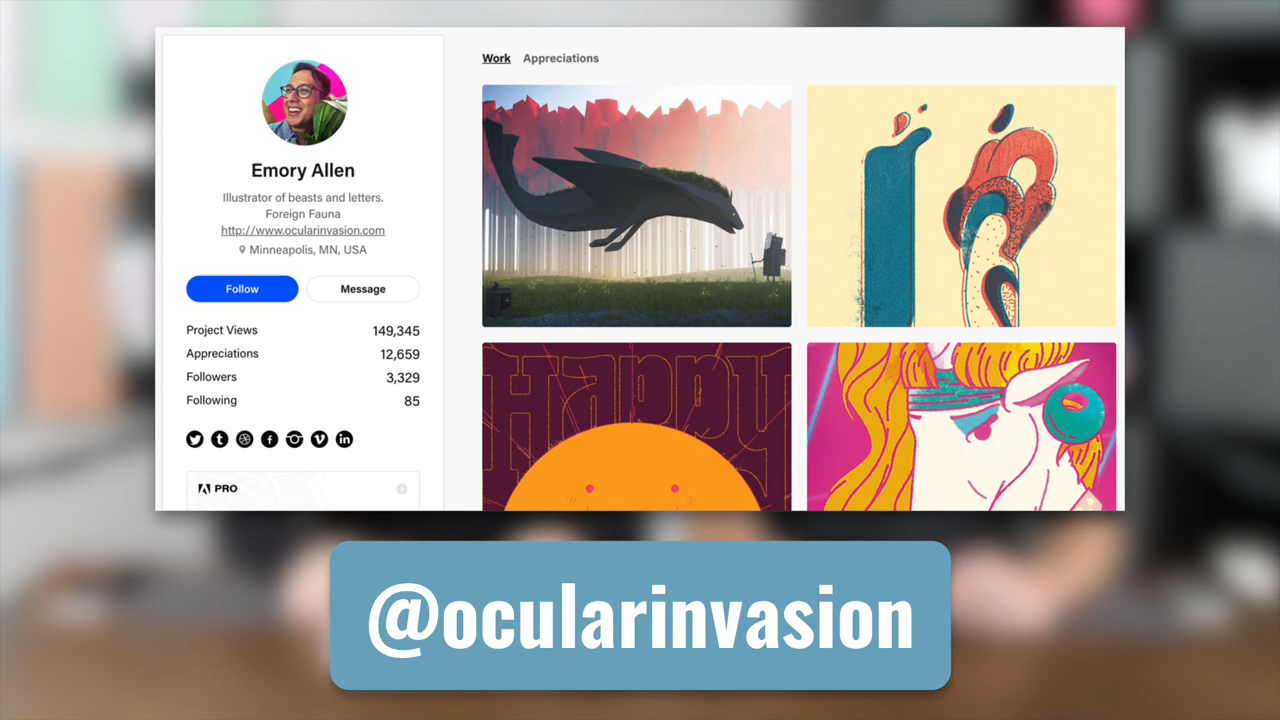 Emory Allen
Illustrator of beasts and letters.
Foreign Fauna
http://www.ocularinvasion.com
Minneapolis, MN, USA
Follow
Message
Project Views 149,345
Appreciations 12,659
Followers 3,329
Following 85
PRO
Work Appreciations
Happy
@ocularinvasion